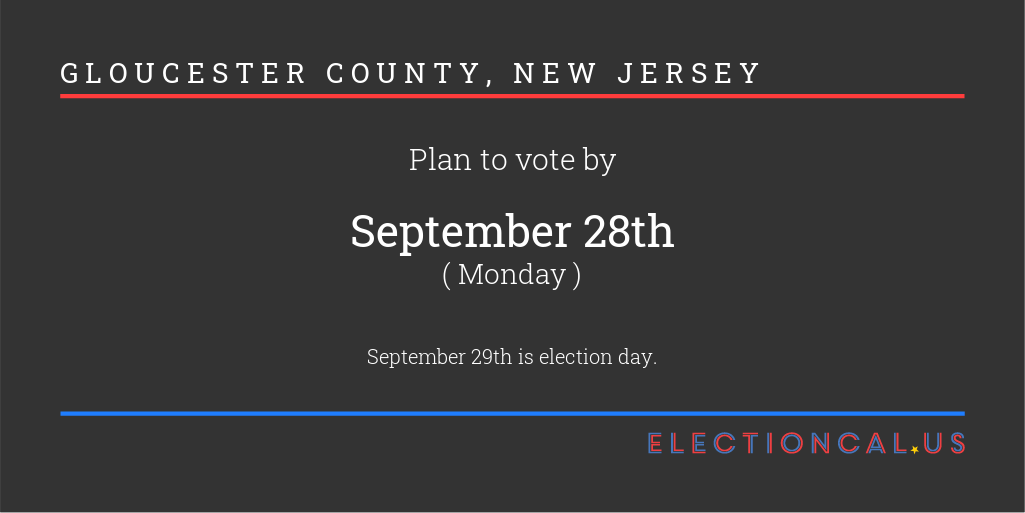 GLOUCESTER COUNTY, NEW JERSEY
Plan to vote by
September 28th
( Monday )
September 29th is election day.
ELECTIONCAL.US